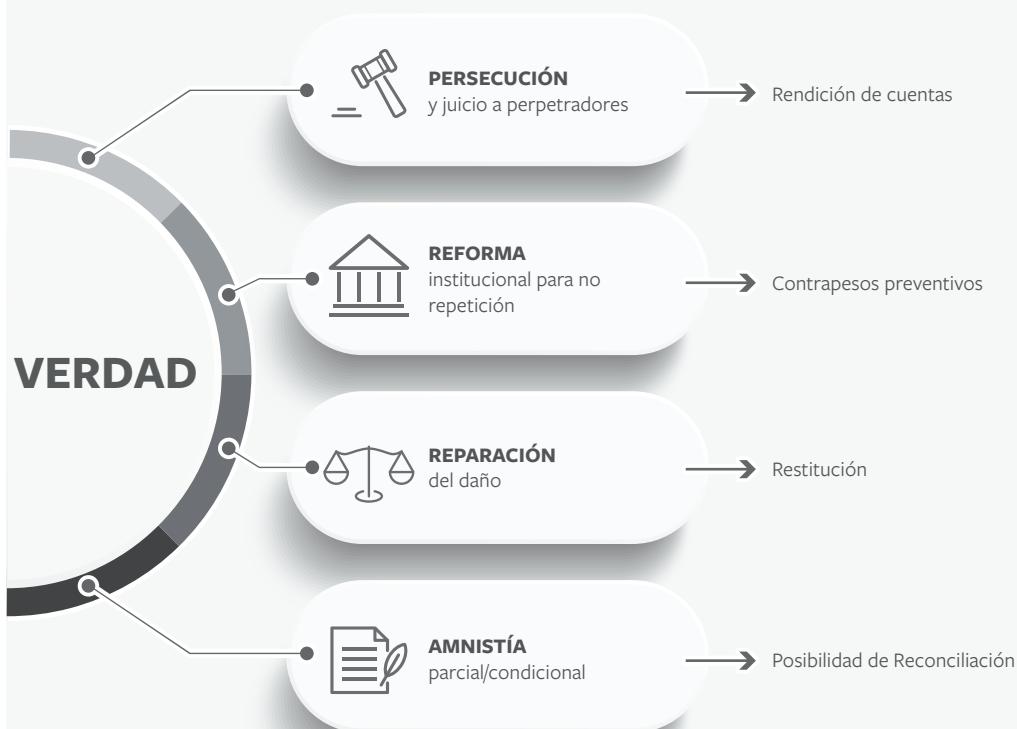 VERDAD
PERSECUCIÓN
y juicio a perpetradores
Rendición de cuentas
REFORMA
institucional para no
repetición
Contrapesos preventivos
REPARACIÓN
del daño
Restitución
AMNISTÍA
parcial/condicional
Posibilidad de Reconciliación